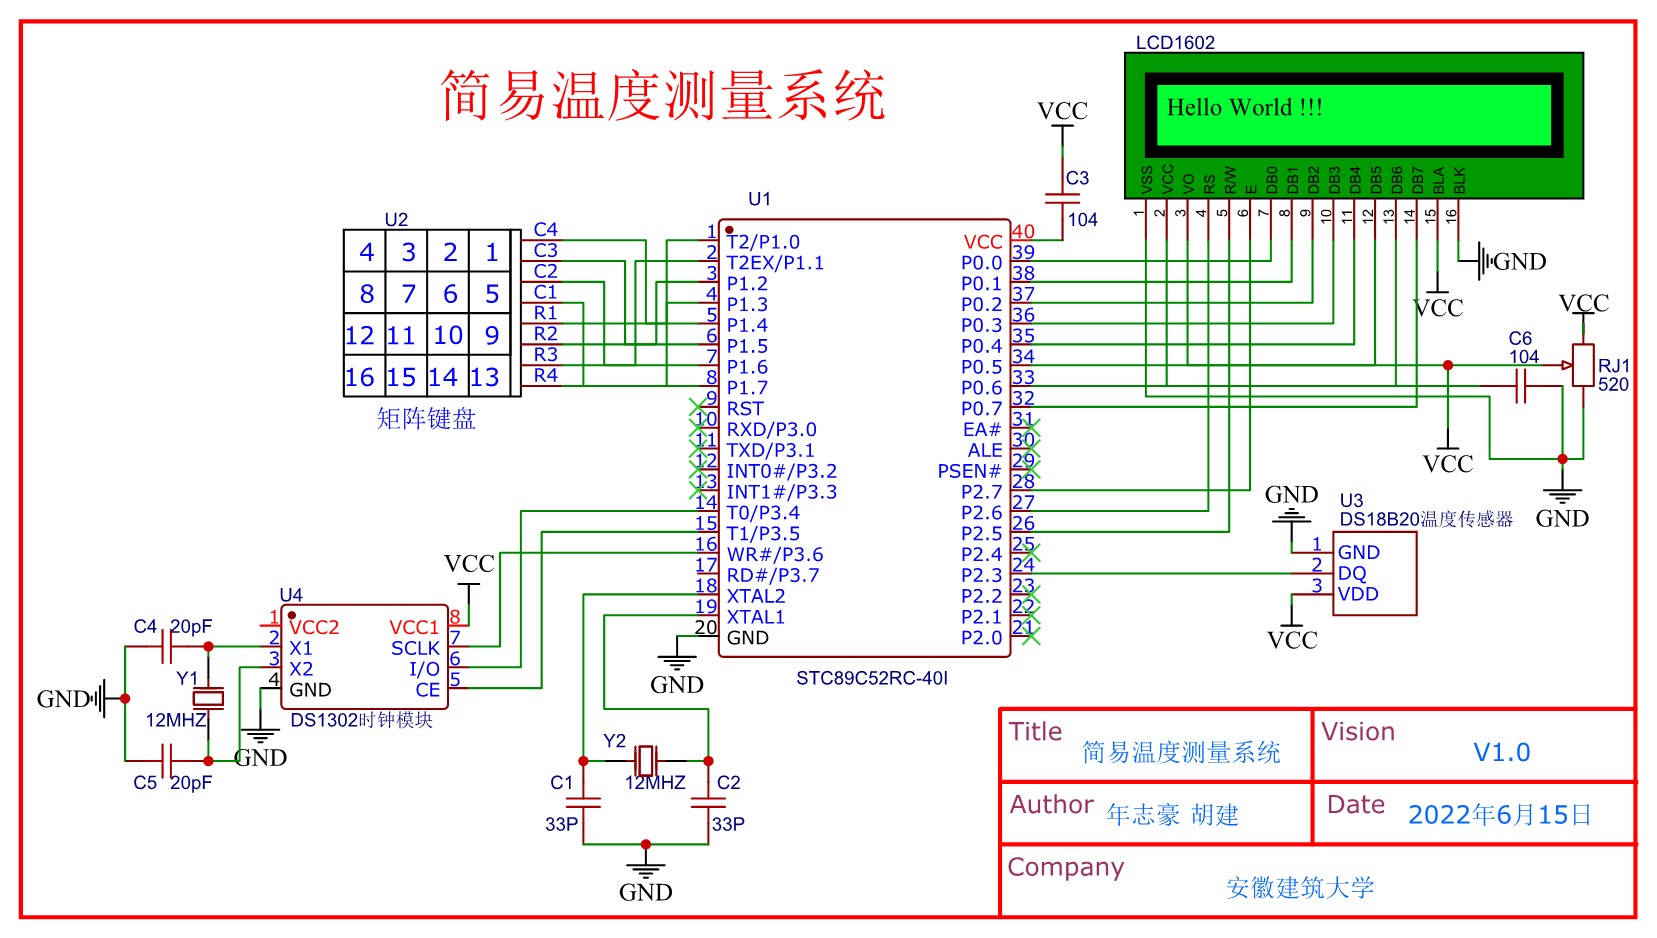 简易温度测量系统
LCD1602
Hello World !!!
VSS
VCC
VO
RS
R/W
E
DB0
DB1
DB2
DB3
DB4
DB5
DB6
DB7
BLA
BLK
1
2
3
4
5
6
7
8
9
10
11
12
13
14
15
16
VCC
C3
104
GND
VCC
VCC
C6
104
RJ1
520
VCC
GND
U2
4 3 2 1
8 7 6 5
12 11 10 9
16 15 14 13
C4
C3
C2
C1
R1
R2
R3
R4
矩阵键盘
U1
1 T2/P1.0
2 T2EX/P1.1
3 P1.2
4 P1.3
5 P1.4
6 P1.5
7 P1.6
8 P1.7
9 RST
10 RXD/P3.0
11 TXD/P3.1
12 INT0#/P3.2
13 INT1#/P3.3
14 T0/P3.4
15 T1/P3.5
16 WR#/P3.6
17 RD#/P3.7
18 XTAL2
19 XTAL1
20 GND
VCC 40
P0.0 39
P0.1 38
P0.2 37
P0.3 36
P0.4 35
P0.5 34
P0.6 33
P0.7 32
EA# 31
ALE 30
PSEN# 29
P2.7 28
P2.6 27
P2.5 26
P2.4 25
P2.3 24
P2.2 23
P2.1 22
P2.0 21
STC89C52RC-40I
GND
GND
U3
DS18B20温度传感器
1 GND
2 DQ
3 VDD
VCC
VCC
U4
1 VCC2
2 X1
3 X2
4 GND
VCC1 8
SCLK 7
I/O 6
CE 5
DS1302时钟模块
C4 20pF
Y1
12MHZ
C5 20pF
GND
GND
Y2
12MHZ
C1
33P
C2
33P
GND
Title 简易温度测量系统
Vision V1.0
Author 年志豪 胡建
Date 2022年6月15日
Company
安徽建筑大学